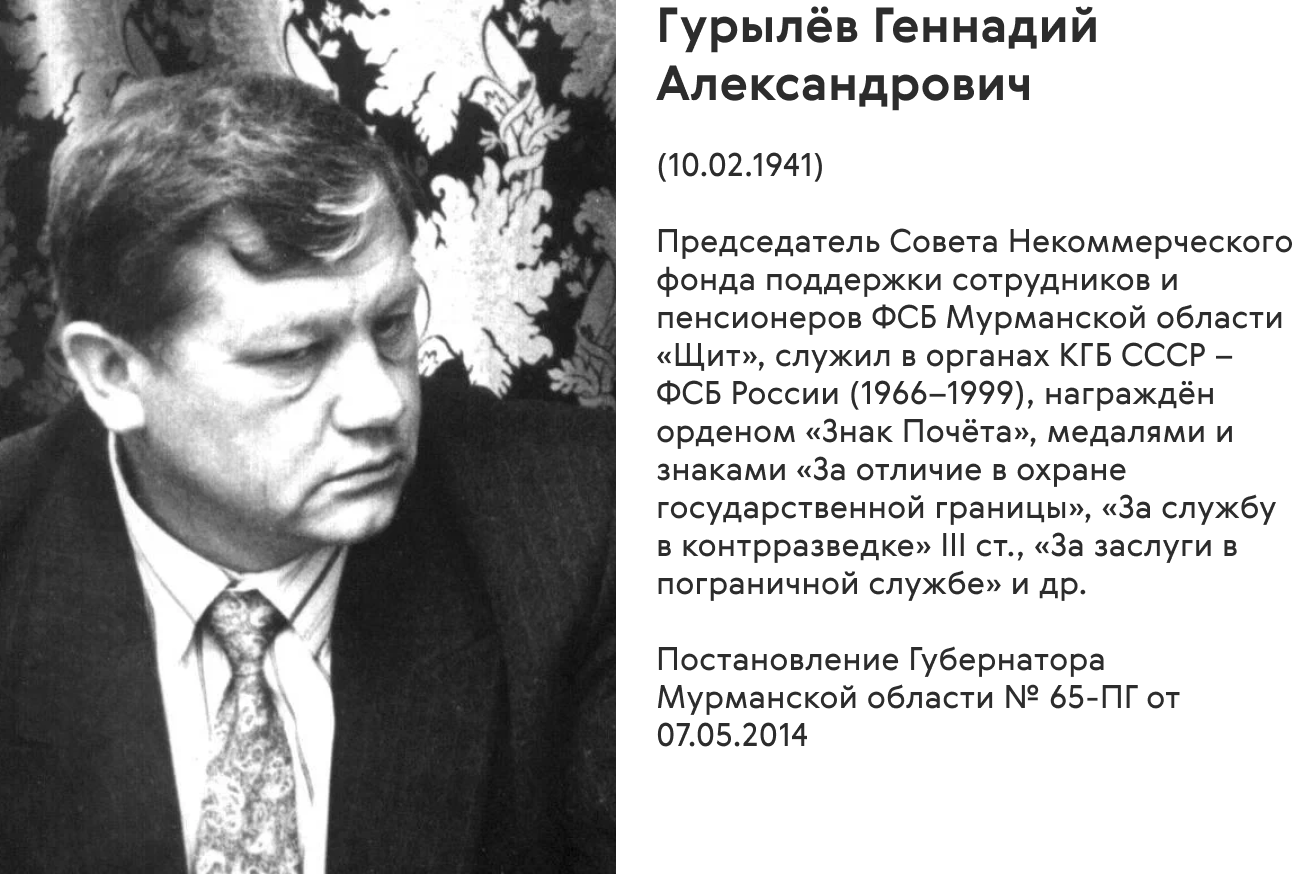 Гурылёв Геннадий
Александрович
(10.02.1941)
Председатель Совета Некоммерческого
фонда поддержки сотрудников и
пенсионеров ФСБ Мурманской области
«Щит», служил в органах КГБ СССР –
ФСБ России (1966–1999), награждён
орденом «Знак Почёта», медалями и
знаками «За отличие в охране
государственной границы», «За службу
в контрразведке» III ст., «За заслуги в
пограничной службе» и др.
Постановление Губернатора
Мурманской области № 65-ПГ от
07.05.2014